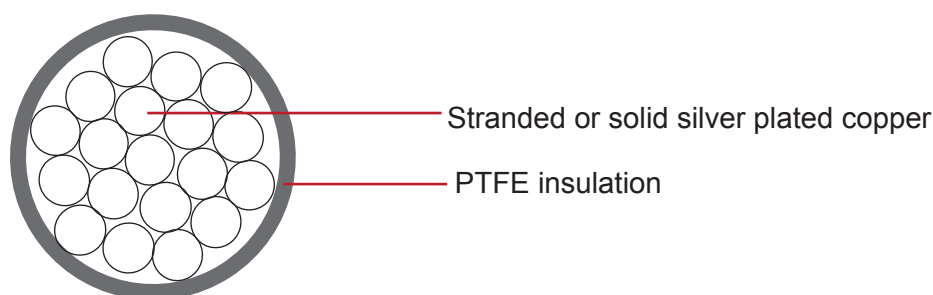 Stranded or solid silver plated copper
PTFE insulation